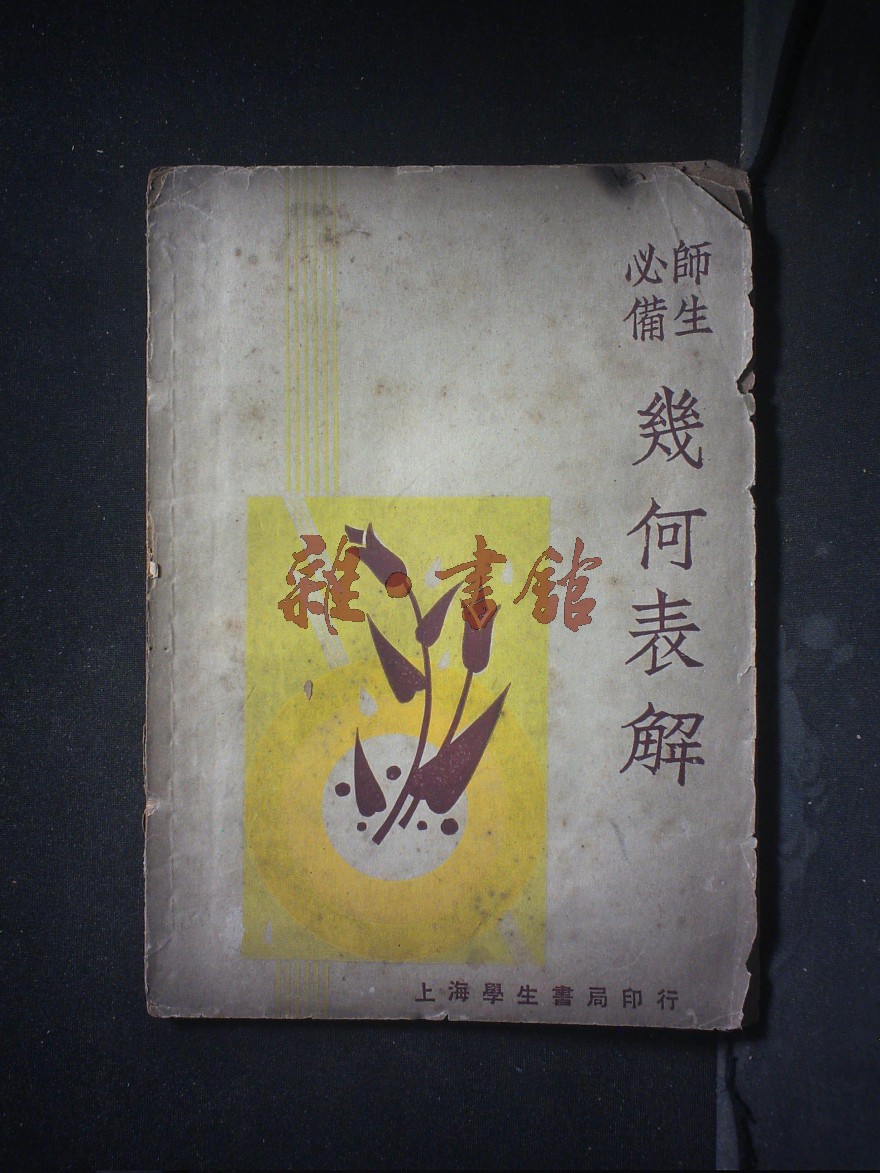 師生
必備
幾何表解
雜·書館
上海學生書局印行